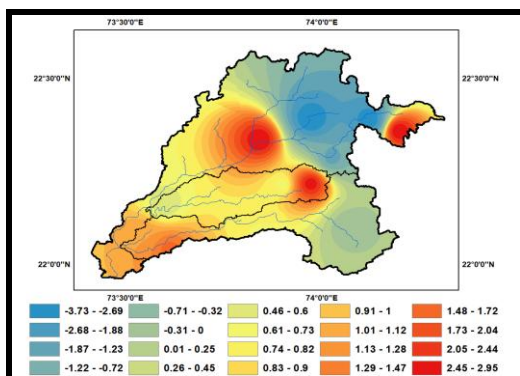 73°30'0"E 74°0'0"E
22°30'0"N 22°30'0"N
22°0'0"N 22°0'0"N
73°30'0"E 74°0'0"E
-3.73 - -2.69 -0.71 - -0.32 0.46 - 0.6 0.91 - 1 1.48 - 1.72
-2.68 - -1.88 -0.31 - 0 0.61 - 0.73 1.01 - 1.12 1.73 - 2.04
-1.87 - -1.23 0.01 - 0.25 0.74 - 0.82 1.13 - 1.28 2.05 - 2.44
-1.22 - -0.72 0.26 - 0.45 0.83 - 0.9 1.29 - 1.47 2.45 - 2.95